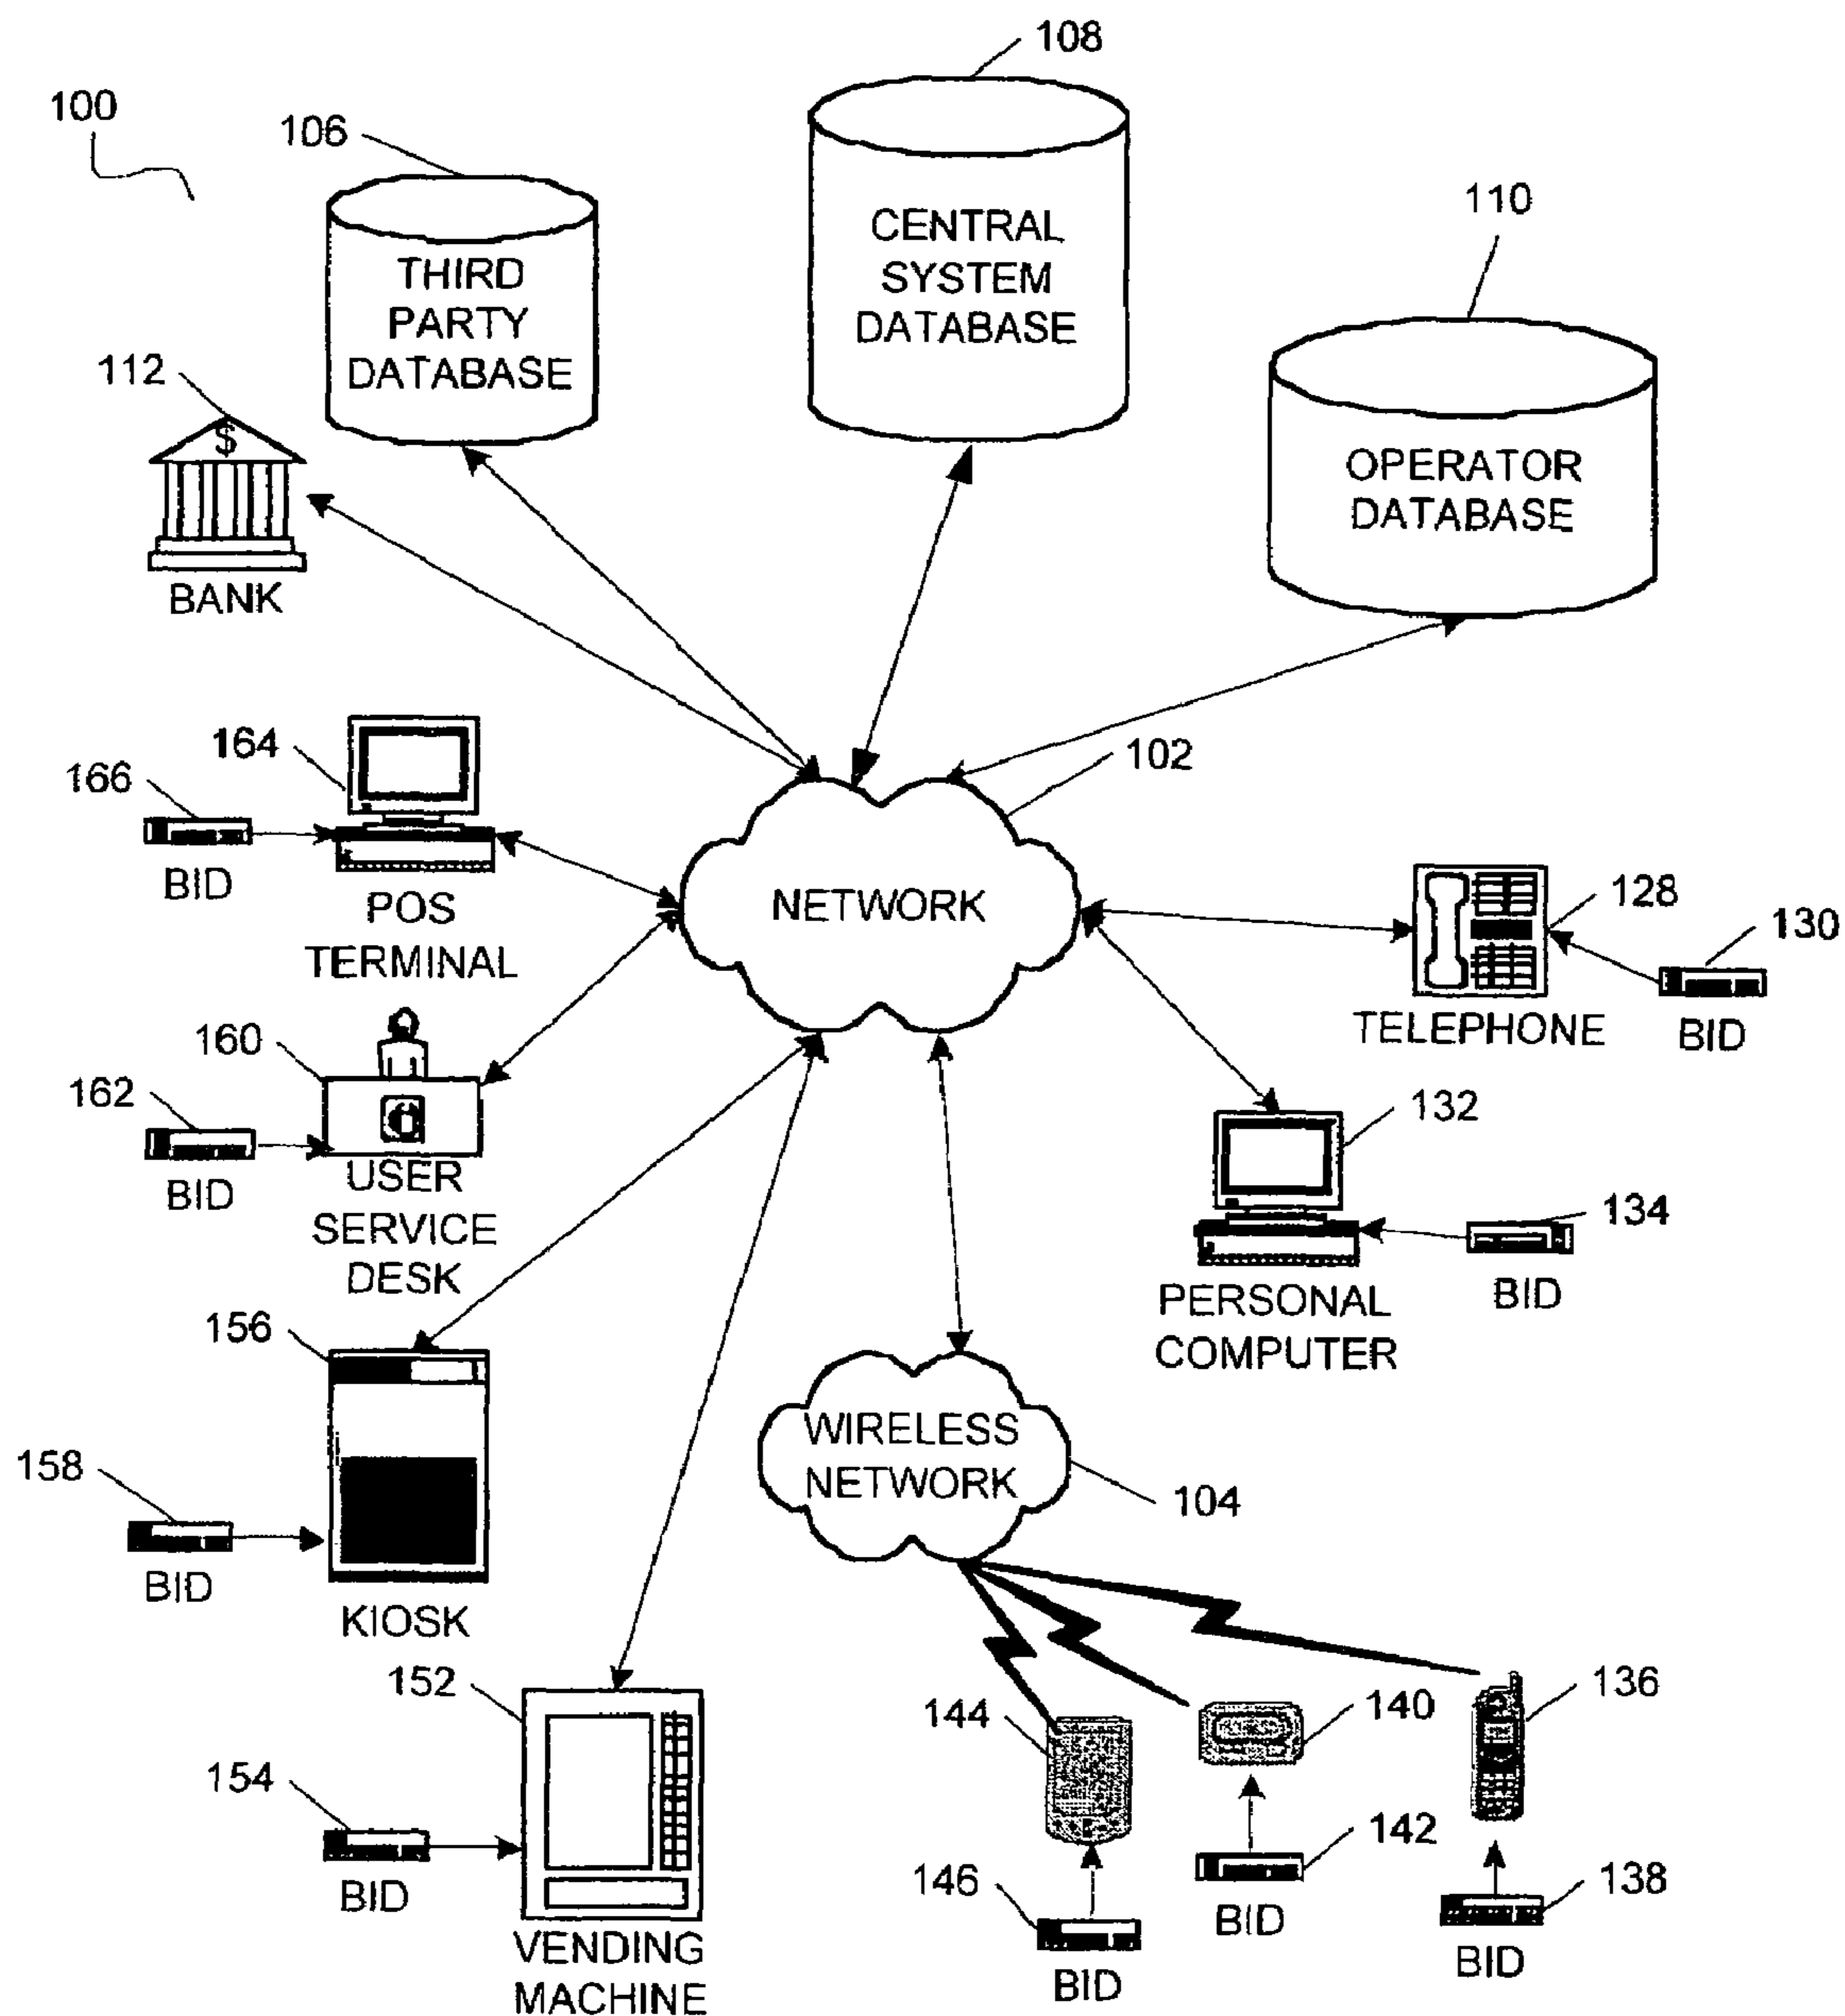 108
100
106
CENTRAL
SYSTEM
DATABASE
110
THIRD
PARTY
DATABASE
112
$
BANK
OPERATOR
DATABASE
164
102
166
BID
POS
TERMINAL
NETWORK
128
130
TELEPHONE
BID
160
162
BID
USER
SERVICE
DESK
132
134
BID
PERSONAL
COMPUTER
156
158
BID
KIOSK
WIRELESS
NETWORK
104
152
154
BID
VENDING
MACHINE
144
140
136
146
BID
142
BID
138
BID